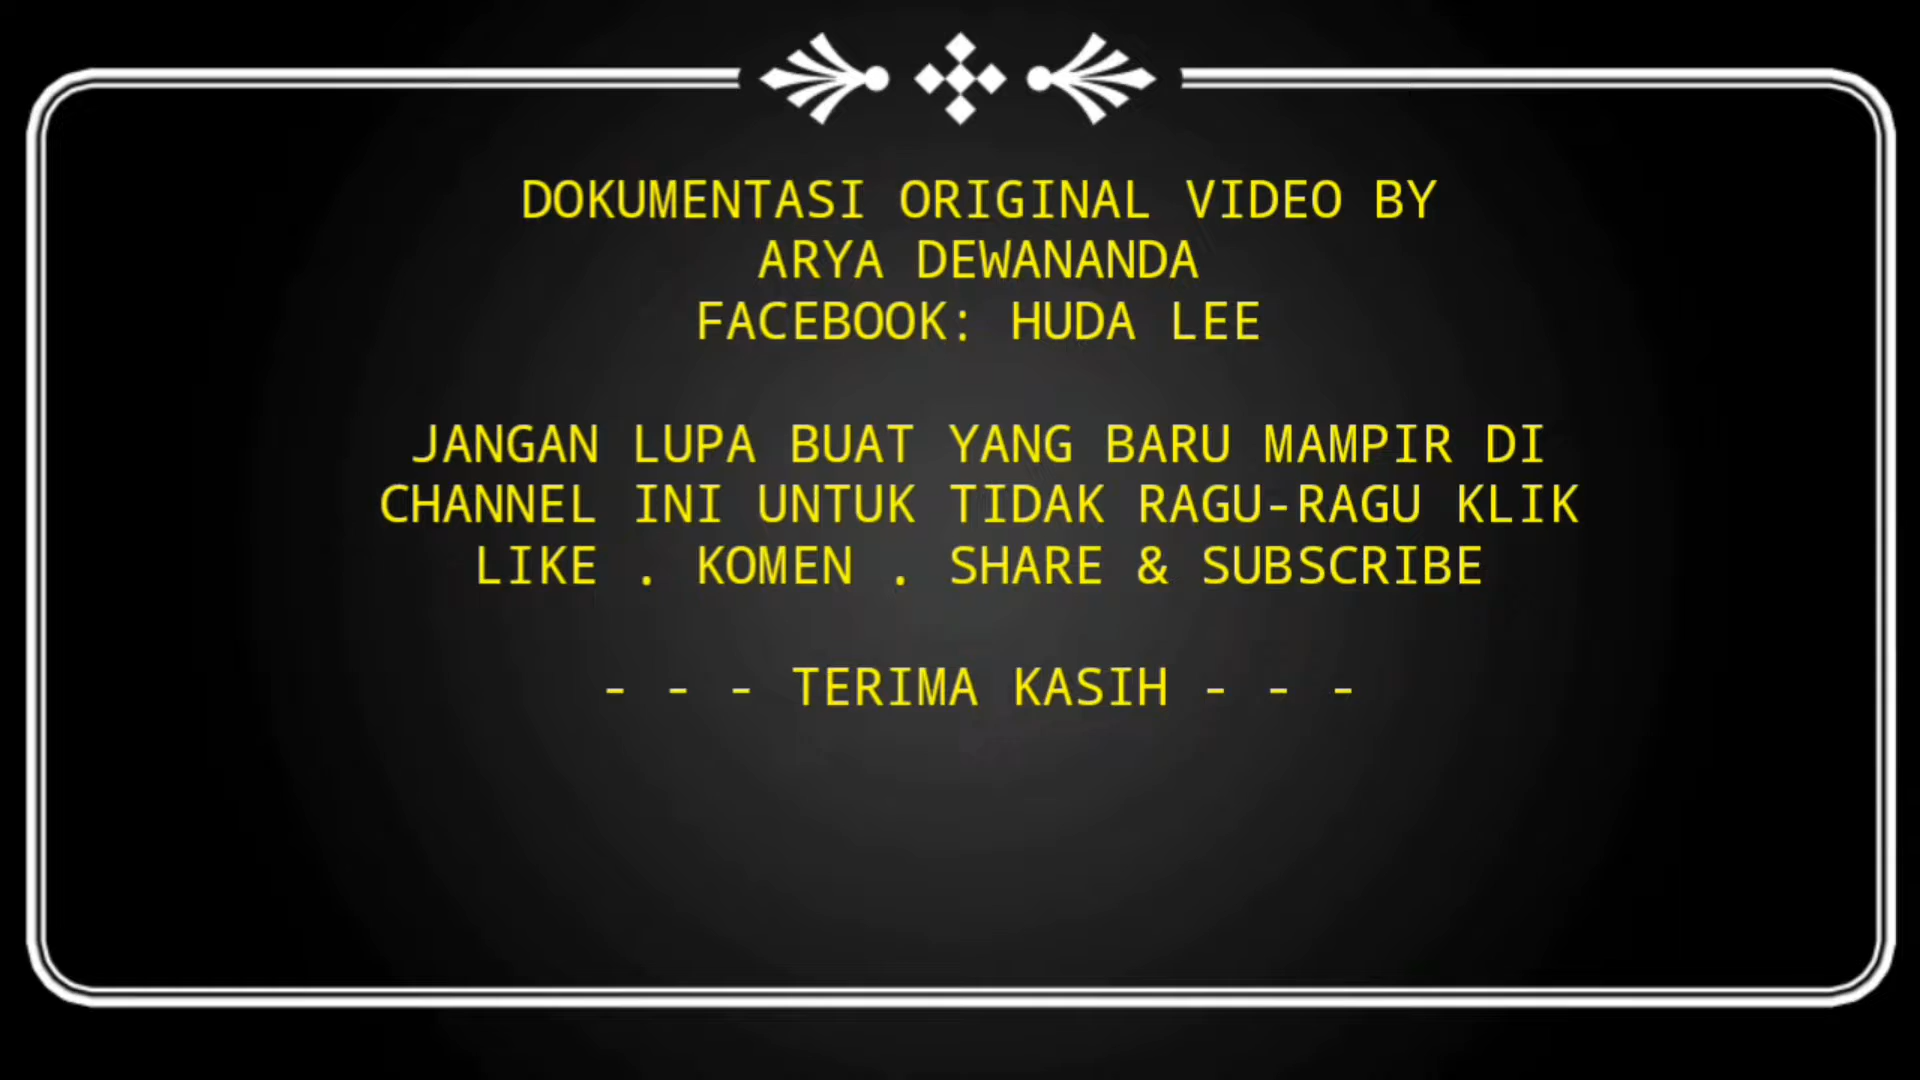 DOKUMENTASI ORIGINAL VIDEO BY
ARYA DEWANANDA
FACEBOOK: HUDA LEE
JANGAN LUPA BUAT YANG BARU MAMPIR DI
CHANNEL INI UNTUK TIDAK RAGU-RAGU KLIK
LIKE . KOMEN . SHARE & SUBSCRIBE
- - - TERIMA KASIH - - -